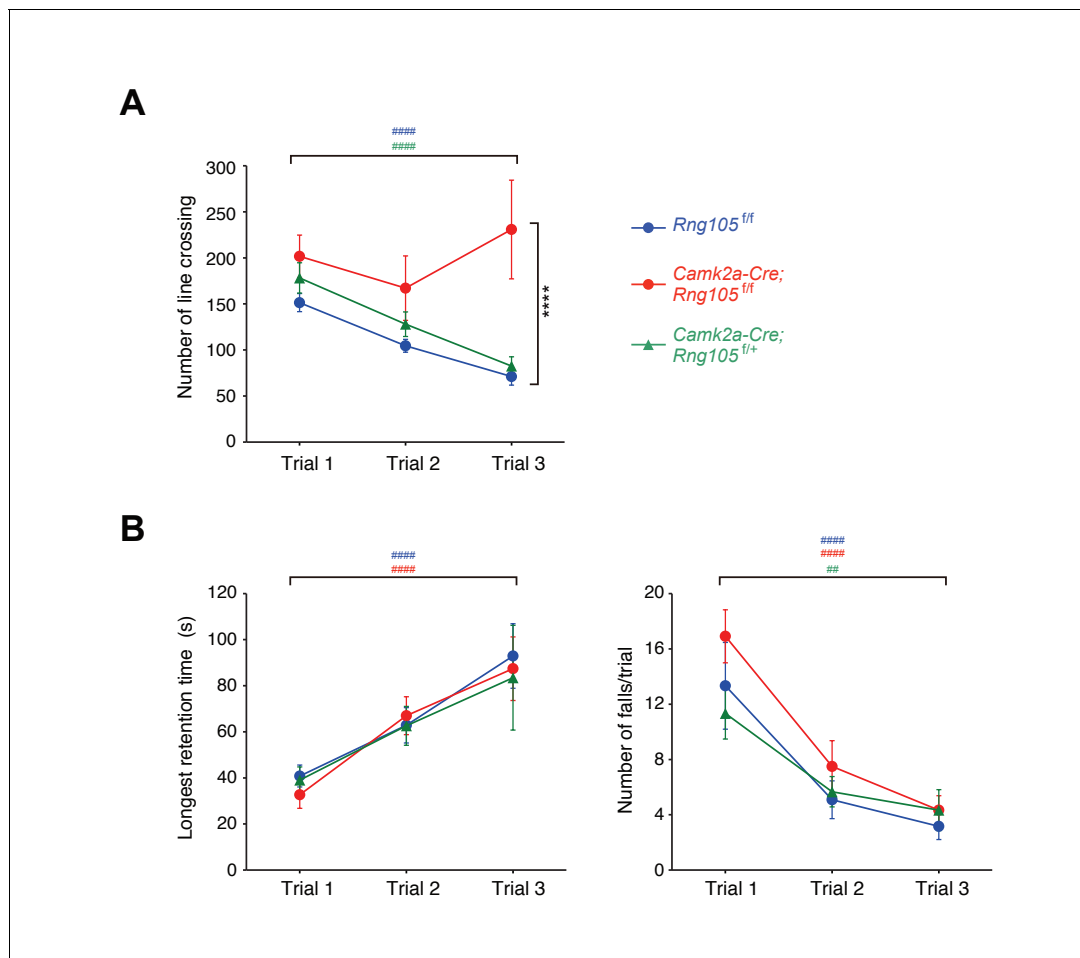 A
####
####
300
250
200
150
100
50
0
Number of line crossing
Trial 1 Trial 2 Trial 3
****
Rng105 f/f
Camk2a-Cre;
Rng105 f/f
Camk2a-Cre;
Rng105 f/+
B
####
####
120
100
80
60
40
20
0
Longest retention time (s)
Trial 1 Trial 2 Trial 3
####
####
##
20
16
12
8
4
0
Number of falls/trial
Trial 1 Trial 2 Trial 3